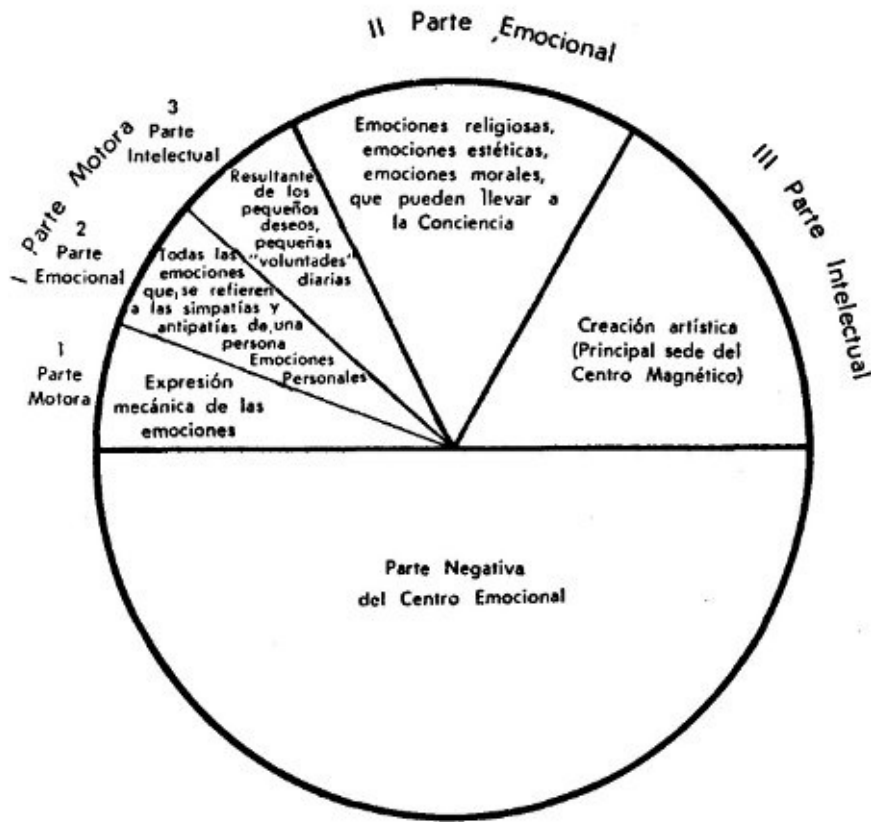 II Parte Emocional
I Parte Motora
3
Parte
Intelectual
2
Parte
Emocional
1
Parte
Motora
III Parte Intelectual
Resultante
de los
pequeños
deseos,
pequeñas
"voluntades"
diarias
Todas las
emociones
que, se refieren
a las simpatías y
antipatías de una
persona
Emociones
Personales
Expresión
mecánica de las
emociones
Emociones religiosas,
emociones estéticas,
emociones morales,
que pueden llevar a
la Conciencia
Creación artística
(Principal sede del
Centro Magnético)
Parte Negativa
del Centro Emocional